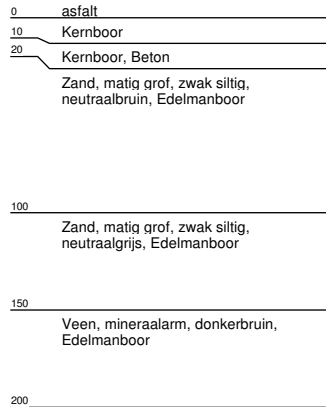 0 asfalt
10 Kernboor
20 Kernboor, Beton
Zand, matig grof, zwak siltig,
neutraalbruin, Edelmanboor
100
Zand, matig grof, zwak siltig,
neutraalgrijs, Edelmanboor
150
Veen, mineraalarm, donkerbruin,
Edelmanboor
200